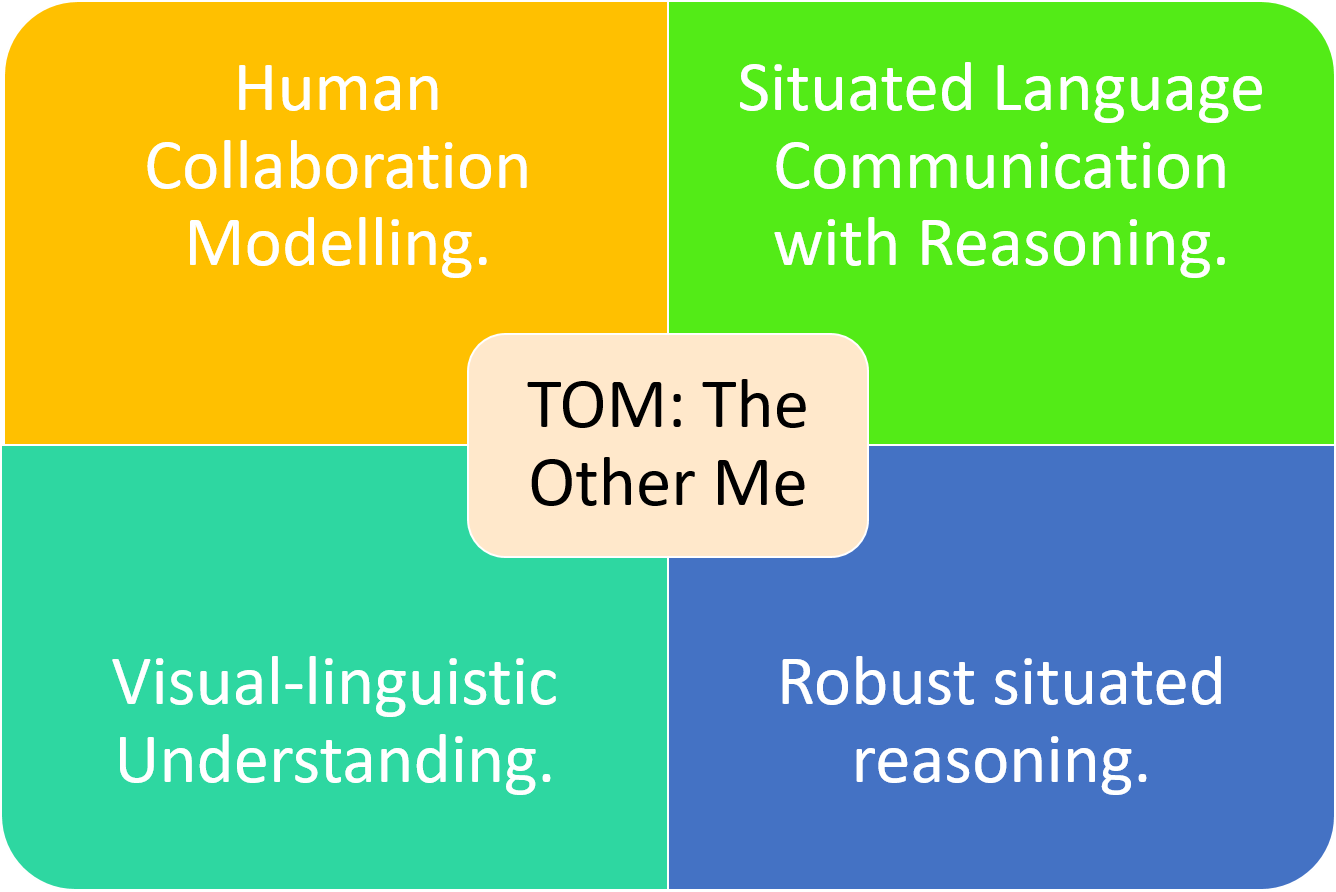 Human
Collaboration
Modelling.
Situated Language
Communication
with Reasoning.
TOM: The
Other Me
Visual-linguistic
Understanding.
Robust situated
reasoning.